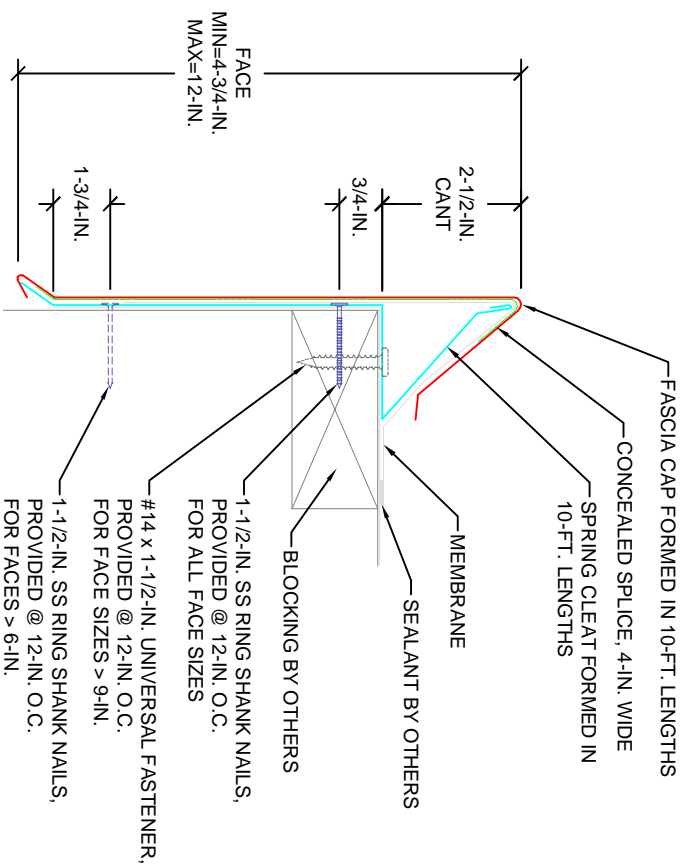 FASCIA CAP FORMED IN 10-FT. LENGTHS
CONCEALED SPLICE, 4-IN. WIDE
SPRING CLEAT FORMED IN
10-FT. LENGTHS
2-1/2-IN.
CANT
MEMBRANE
SEALANT BY OTHERS
3/4-IN.
BLOCKING BY OTHERS
FACE
MIN=4-3/4-IN.
MAX=12-IN.
1-1/2-IN. SS RING SHANK NAILS,
PROVIDED @ 12-IN. O.C.
FOR ALL FACE SIZES
#14 x 1-1/2-IN. UNIVERSAL FASTENER,
PROVIDED @ 12-IN. O.C.
FOR FACE SIZES > 9-IN.
1-3/4-IN.
1-1/2-IN. SS RING SHANK NAILS,
PROVIDED @ 12-IN. O.C.
FOR FACES > 6-IN.